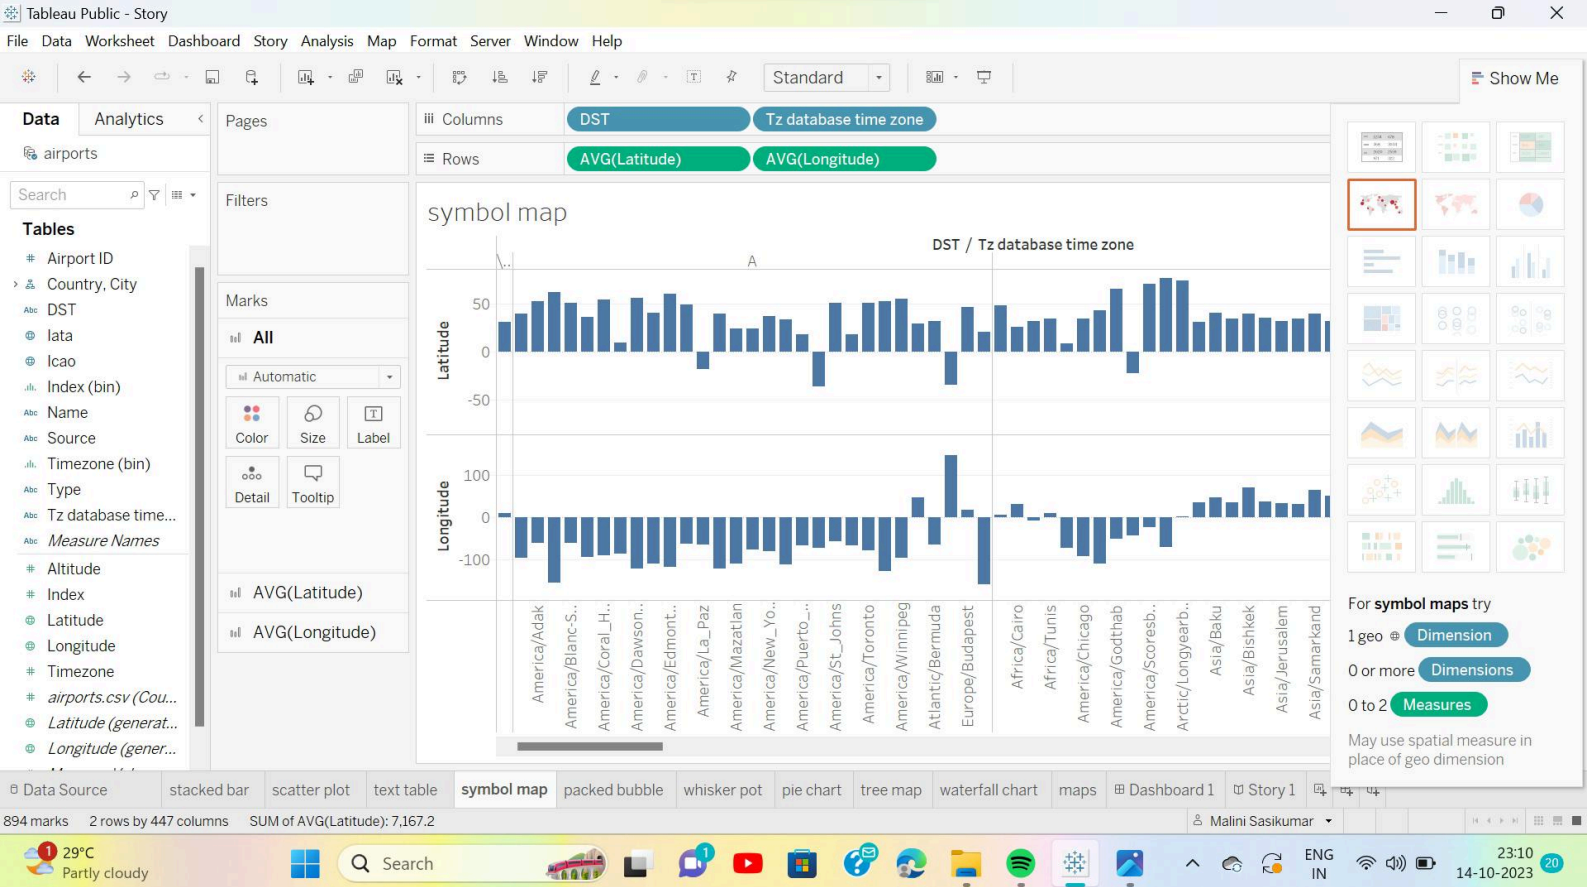 Tableau Public - Story
File Data Worksheet Dashboard Story Analysis Map Format Server Window Help
Standard
Show Me
Data Analytics
airports
Search
Tables
# Airport ID
Country, City
Abc DST
Iata
Icao
Index (bin)
Abc Name
Abc Source
Timezone (bin)
Abc Type
Abc Tz database time...
Abc Measure Names
# Altitude
# Index
Latitude
Longitude
# Timezone
# airports.csv (Cou...
Latitude (generat...
Longitude (gener...
Pages
Filters
Marks
All
Automatic
Color Size Label
Detail Tooltip
AVG(Latitude)
AVG(Longitude)
iii Columns DST Tz database time zone
Rows AVG(Latitude) AVG(Longitude)
symbol map
DST / Tz database time zone
\.. A
Latitude
50
0
-50
Longitude
100
0
-100
America/Adak
America/Blanc-S..
America/Coral_H..
America/Dawson..
America/Edmont..
America/La_Paz
America/Mazatlan
America/New_Yo..
America/Puerto_..
America/St_Johns
America/Toronto
America/Winnipeg
Atlantic/Bermuda
Europe/Budapest
Africa/Cairo
Africa/Tunis
America/Chicago
America/Godthab
America/Scoresb..
Arctic/Longyearb..
Asia/Baku
Asia/Bishkek
Asia/Jerusalem
Asia/Samarkand
For symbol maps try
1 geo Dimension
0 or more Dimensions
0 to 2 Measures
May use spatial measure in
place of geo dimension
Data Source stacked bar scatter plot text table symbol map packed bubble whisker pot pie chart tree map waterfall chart maps Dashboard 1 Story 1
894 marks 2 rows by 447 columns SUM of AVG(Latitude): 7,167.2 Malini Sasikumar
1 29°C
Partly cloudy
Search
1
ENG
IN
23:10
14-10-2023
20